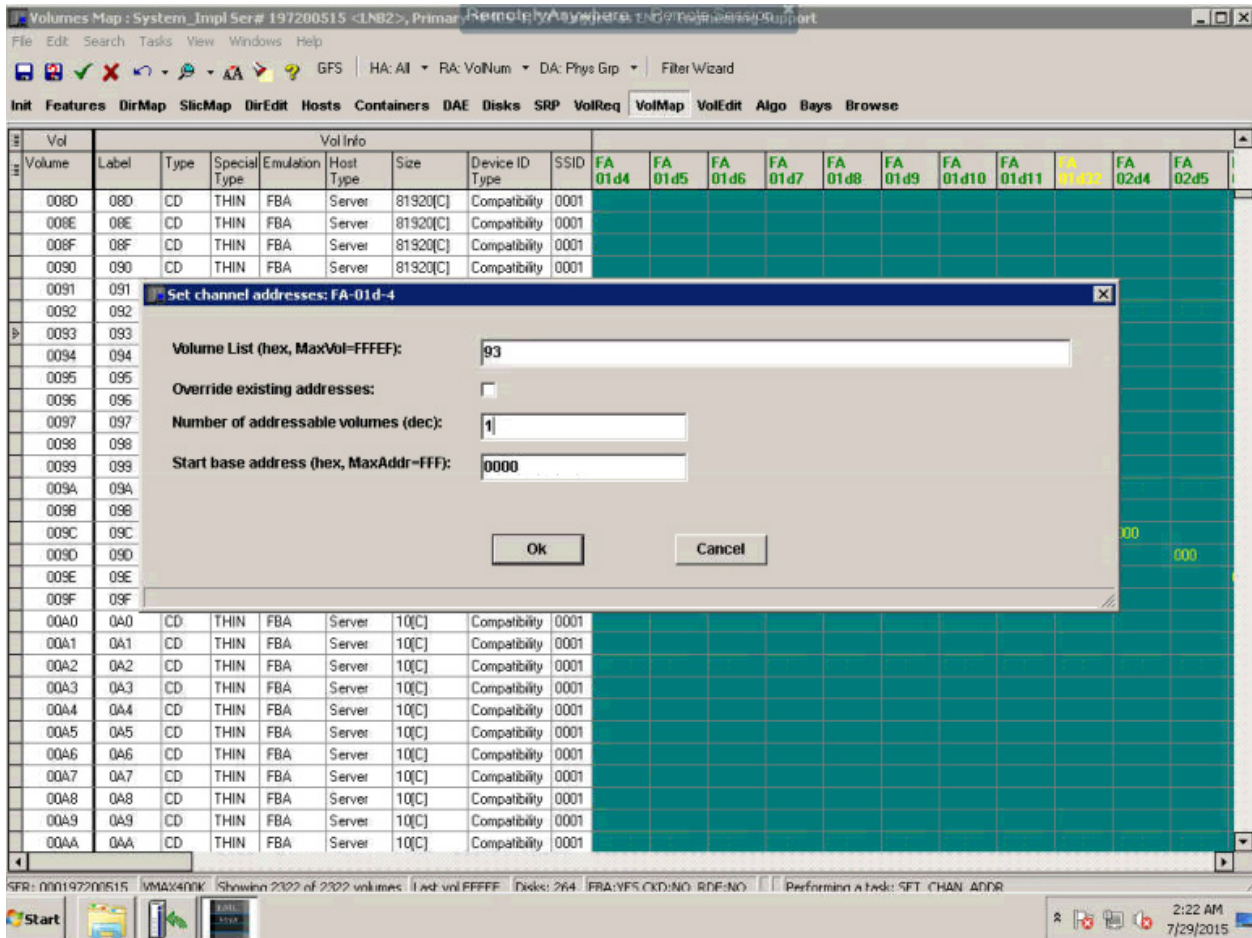 Volumes Map : System_Impl Ser# 197200515 <LNB2>, Primary
File Edit Search Tasks View Windows Help
GFS HA: All RA: VolNum DA: Phys Grp Filter Wizard
Init Features DirMap SlicMap DirEdit Hosts Containers DAE Disks SRP VolReq VolMap VolEdit Algo Bays Browse
Vol Vol Info
Volume Label Type Special Type Emulation Host Type Size Device ID Type SSID FA 01d4 FA 01d5 FA 01d6 FA 01d7 FA 01d8 FA 01d9 FA 01d10 FA 01d11 FA 01d32 FA 02d4 FA 02d5
008D 08D CD THIN FBA Server 81920[C] Compatibility 0001
008E 08E CD THIN FBA Server 81920[C] Compatibility 0001
008F 08F CD THIN FBA Server 81920[C] Compatibility 0001
0090 090 CD THIN FBA Server 81920[C] Compatibility 0001
0091 091
0092 092
0093 093
0094 094
0095 095
0096 096
0097 097
0098 098
0099 099
009A 09A
009B 09B
009C 09C 000
009D 09D 000
009E 09E
009F 09F
Set channel addresses: FA-01d-4
Volume List (hex, MaxVol=FFFEF): 93
Override existing addresses:
Number of addressable volumes (dec): 1
Start base address (hex, MaxAddr=FFF): 0000
Ok Cancel
00A0 0A0 CD THIN FBA Server 10[C] Compatibility 0001
00A1 0A1 CD THIN FBA Server 10[C] Compatibility 0001
00A2 0A2 CD THIN FBA Server 10[C] Compatibility 0001
00A3 0A3 CD THIN FBA Server 10[C] Compatibility 0001
00A4 0A4 CD THIN FBA Server 10[C] Compatibility 0001
00A5 0A5 CD THIN FBA Server 10[C] Compatibility 0001
00A6 0A6 CD THIN FBA Server 10[C] Compatibility 0001
00A7 0A7 CD THIN FBA Server 10[C] Compatibility 0001
00A8 0A8 CD THIN FBA Server 10[C] Compatibility 0001
00A9 0A9 CD THIN FBA Server 10[C] Compatibility 0001
00AA 0AA CD THIN FBA Server 10[C] Compatibility 0001
SER: 000197200515 VMAX400K Showing 2322 of 2322 volumes Last vol FFFFF Disks: 264 FBA:YES CKD:NO RDF:NO Performing a task: SET_CHAN_ADDR
Start 2:22 AM
7/29/2015